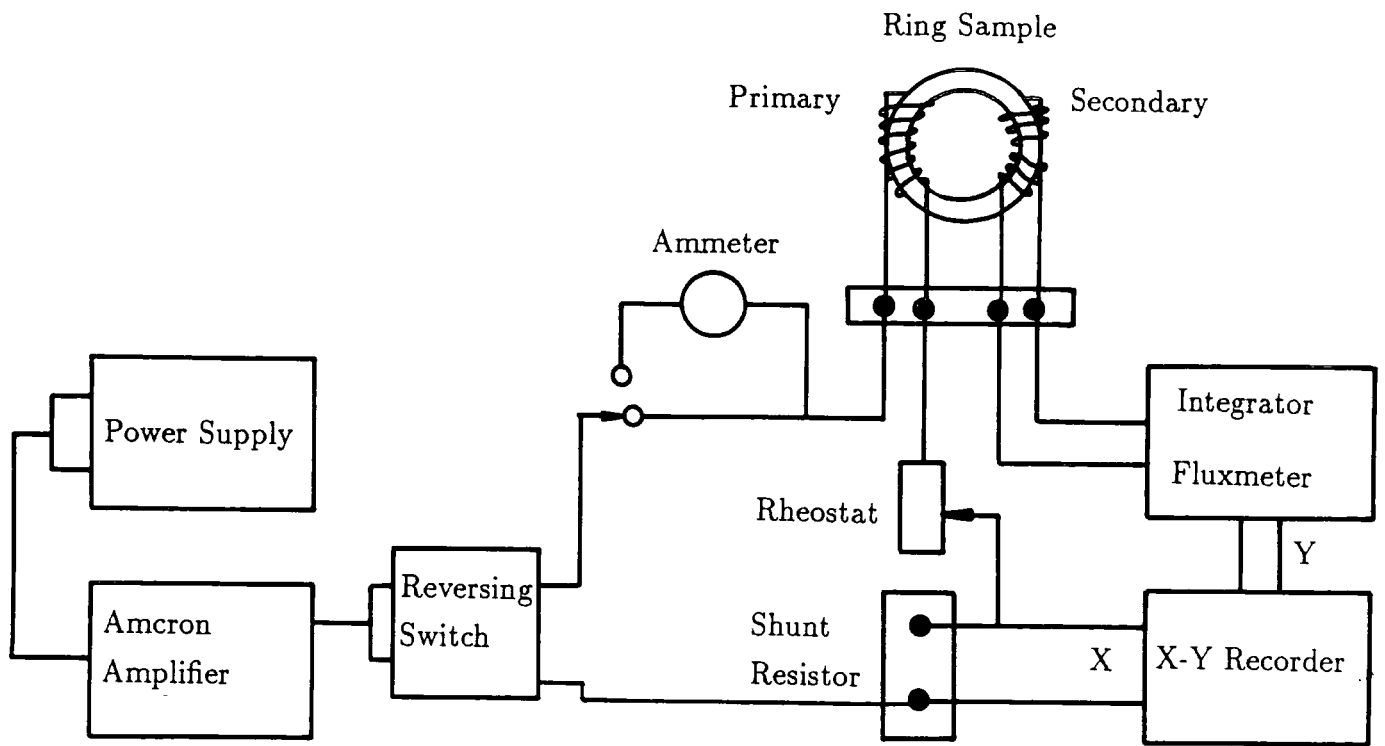 Ring Sample
Primary
Secondary
Ammeter
Power Supply
Integrator
Fluxmeter
Rheostat
Y
Amcron
Amplifier
Reversing
Switch
Shunt
Resistor
X
X-Y Recorder